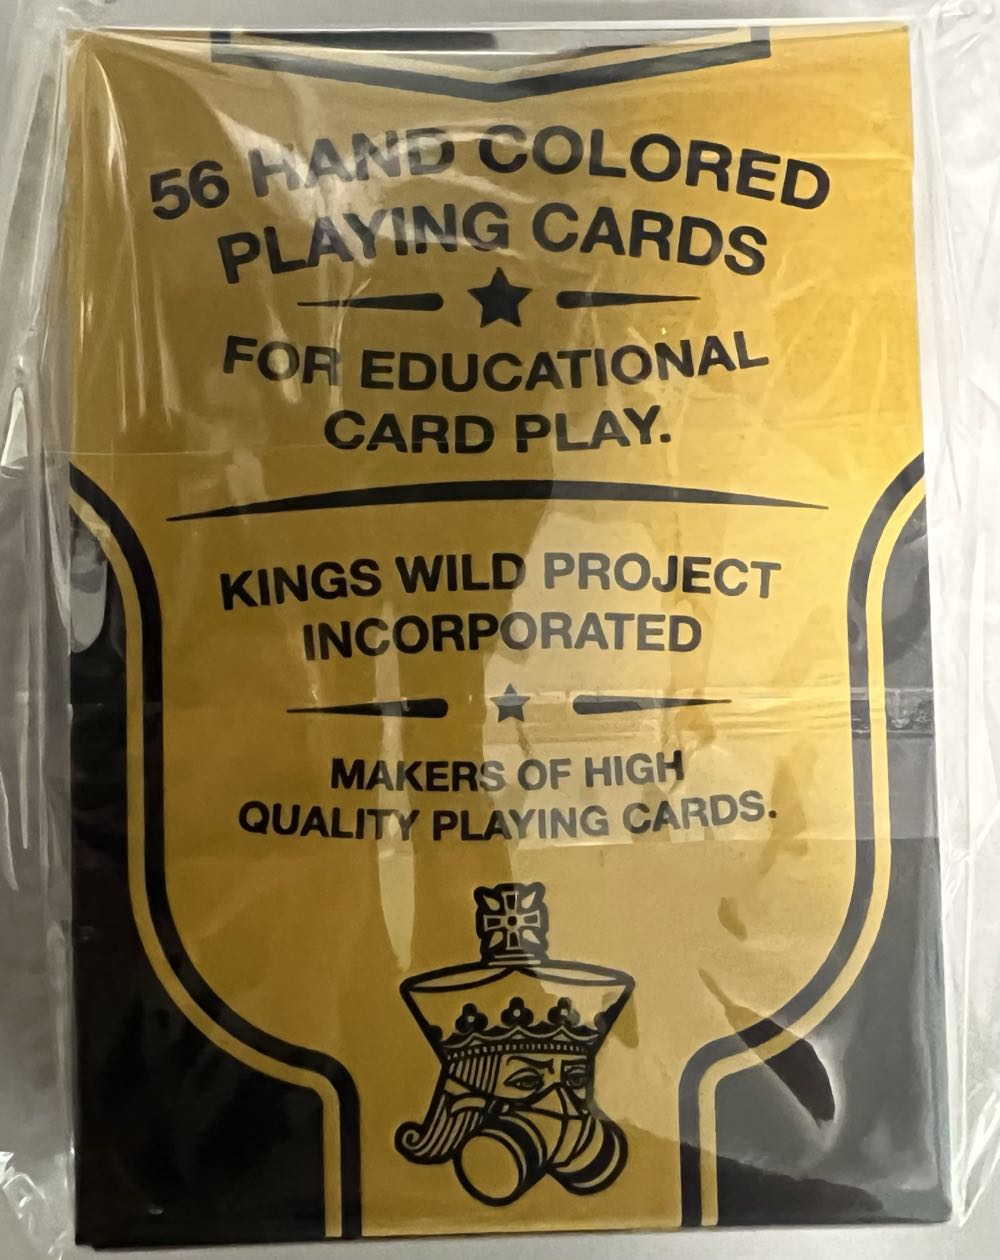 56 HAND COLORED
PLAYING CARDS
FOR EDUCATIONAL
CARD PLAY.
KINGS WILD PROJECT
INCORPORATED
MAKERS OF HIGH
QUALITY PLAYING CARDS.